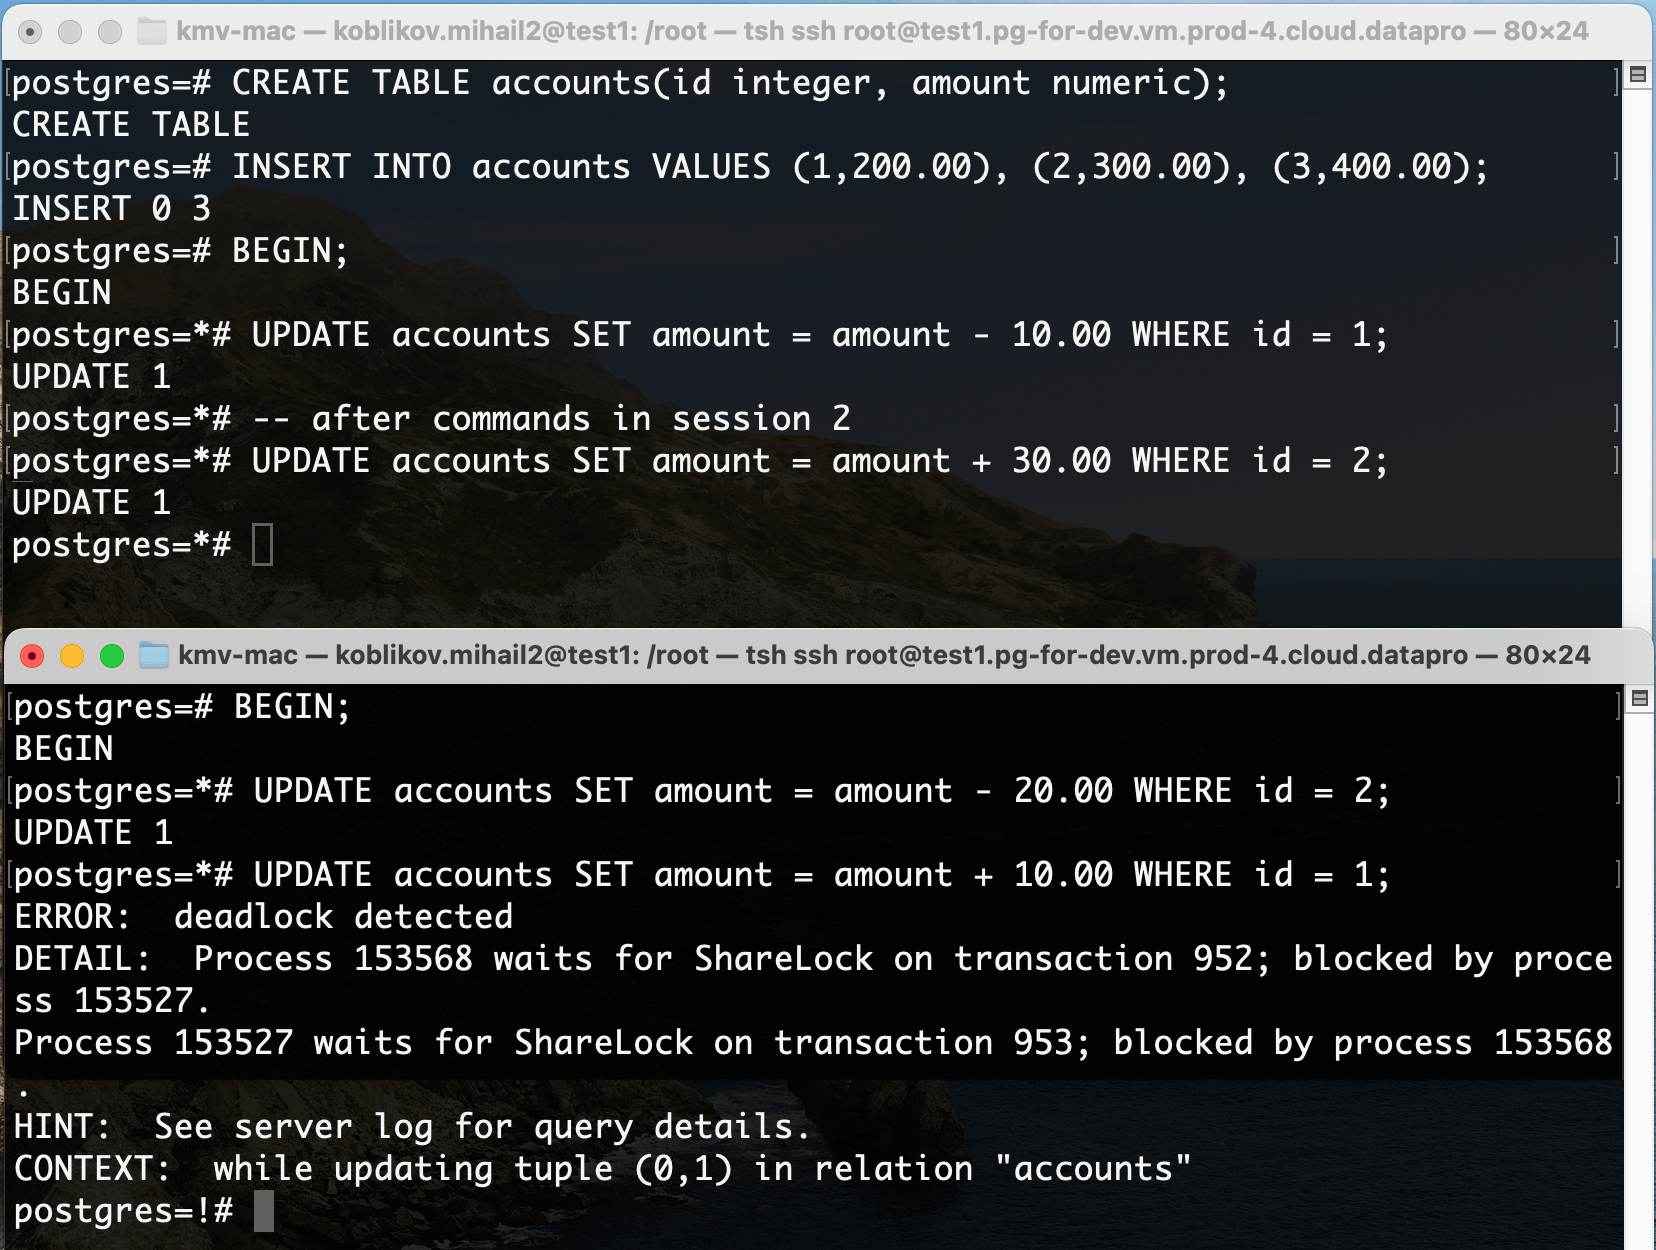 kmv-mac — koblikov.mihail2@test1: /root — tsh ssh root@test1.pg-for-dev.vm.prod-4.cloud.datapro — 80×24
postgres=# CREATE TABLE accounts(id integer, amount numeric);
CREATE TABLE
postgres=# INSERT INTO accounts VALUES (1,200.00), (2,300.00), (3,400.00);
INSERT 0 3
postgres=# BEGIN;
BEGIN
postgres=*# UPDATE accounts SET amount = amount - 10.00 WHERE id = 1;
UPDATE 1
postgres=*# -- after commands in session 2
postgres=*# UPDATE accounts SET amount = amount + 30.00 WHERE id = 2;
UPDATE 1
postgres=*#
kmv-mac — koblikov.mihail2@test1: /root — tsh ssh root@test1.pg-for-dev.vm.prod-4.cloud.datapro — 80×24
postgres=# BEGIN;
BEGIN
postgres=*# UPDATE accounts SET amount = amount - 20.00 WHERE id = 2;
UPDATE 1
postgres=*# UPDATE accounts SET amount = amount + 10.00 WHERE id = 1;
ERROR:  deadlock detected
DETAIL:  Process 153568 waits for ShareLock on transaction 952; blocked by proce
ss 153527.
Process 153527 waits for ShareLock on transaction 953; blocked by process 153568
.
HINT:  See server log for query details.
CONTEXT:  while updating tuple (0,1) in relation "accounts"
postgres=!#